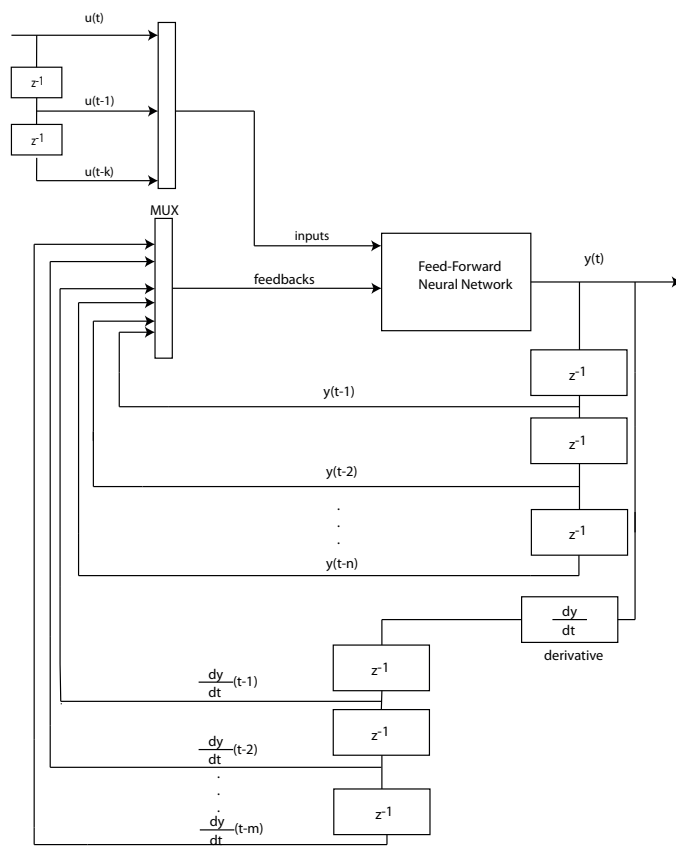 u(t)
z-1
u(t-1)
z-1
u(t-k)
MUX
inputs
feedbacks
Feed-Forward
Neural Network
y(t)
z-1
y(t-1)
z-1
y(t-2)
.
.
.
z-1
y(t-n)
dy
dt
derivative
z-1
dy
dt
(t-1)
z-1
dy
dt
(t-2)
.
.
.
z-1
dy
dt
(t-m)